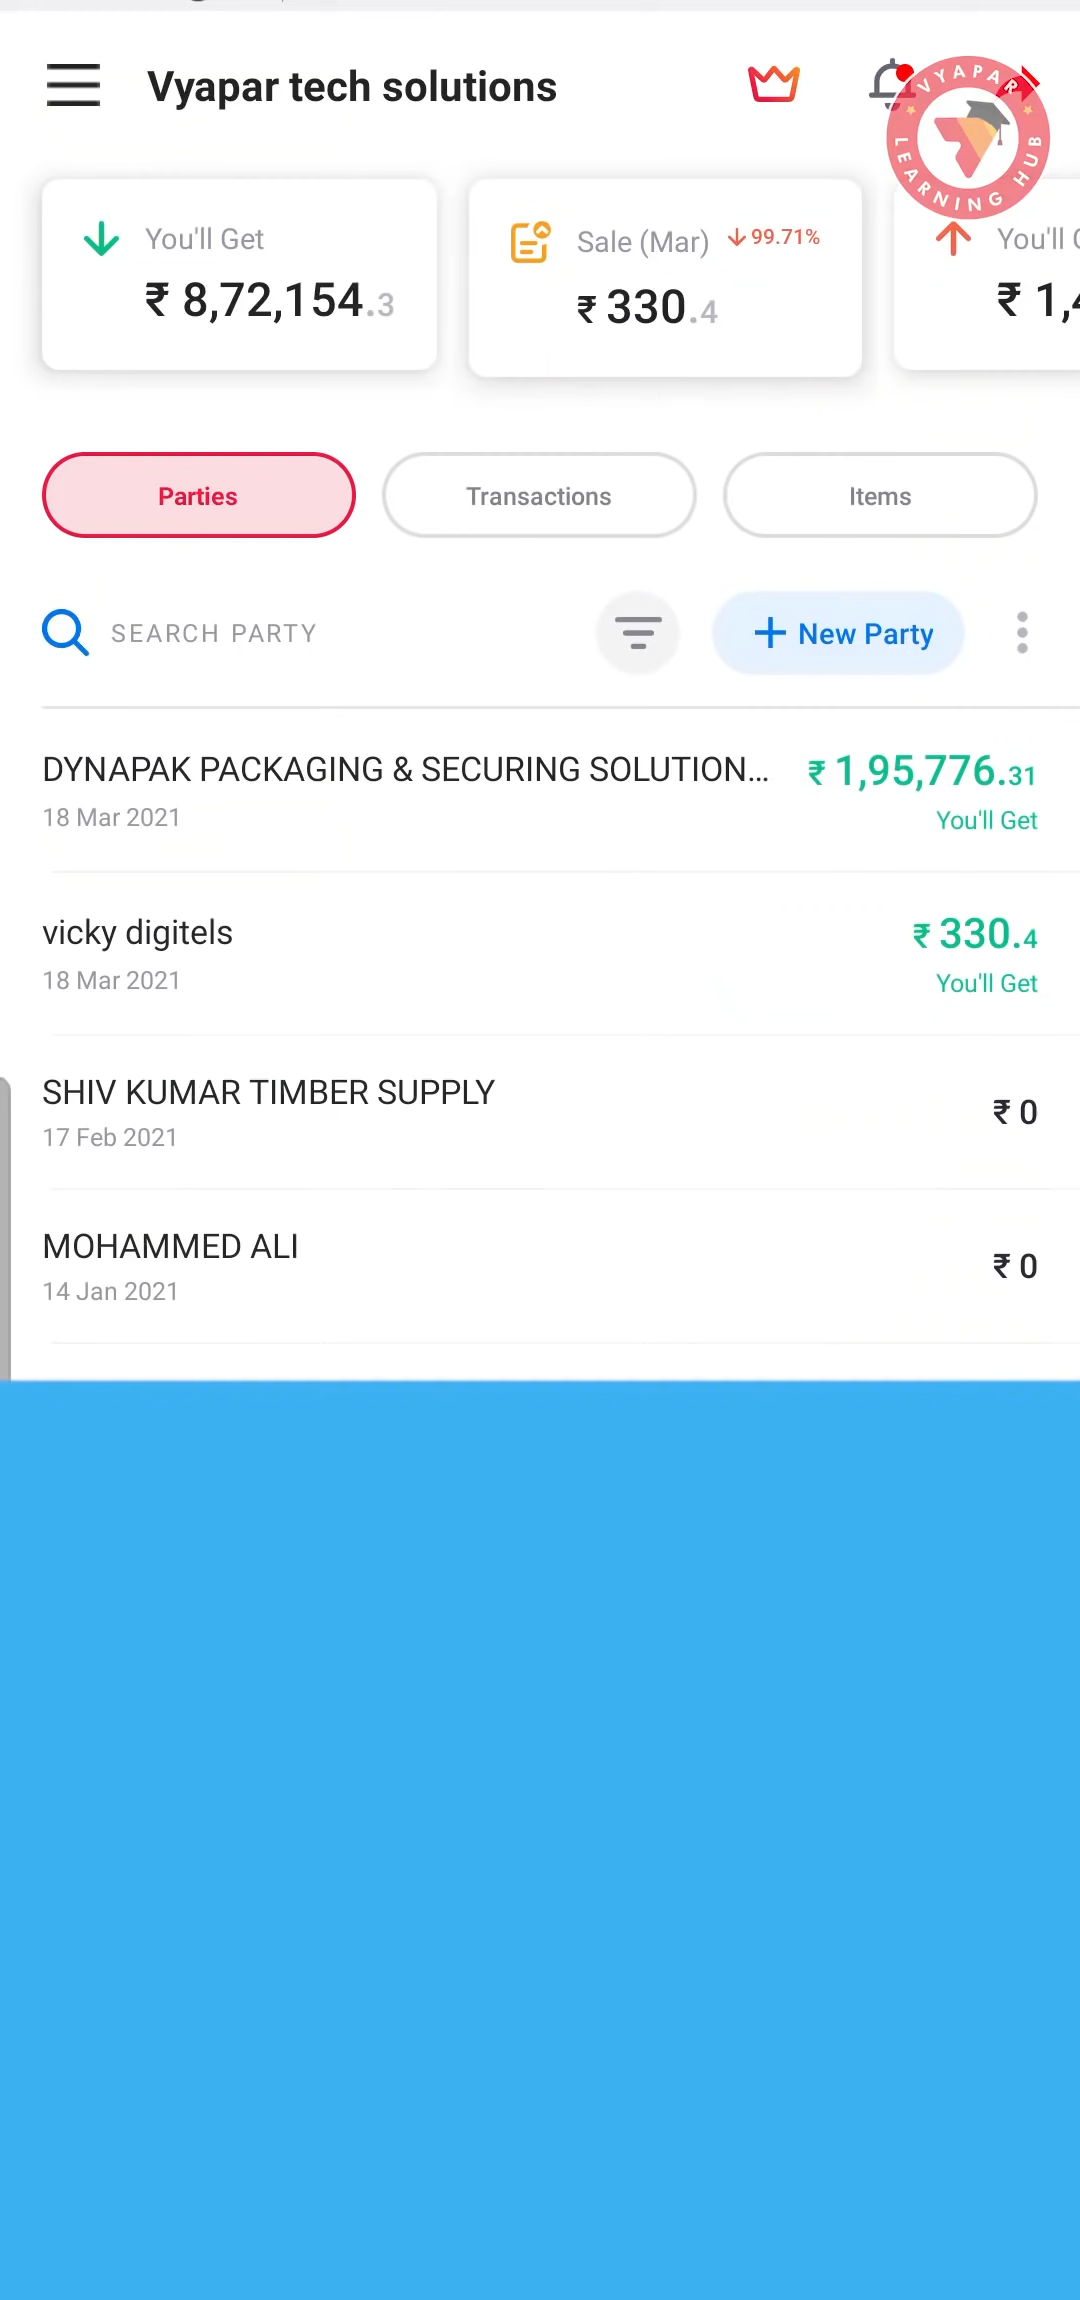 Vyapar tech solutions
VYAPAR LEARNING HUB
You'll Get
₹ 8,72,154.3
Sale (Mar) 99.71%
₹ 330.4
You'll
₹ 1,
Parties
Transactions
Items
SEARCH PARTY
New Party
DYNAPAK PACKAGING & SECURING SOLUTION...
₹ 1,95,776.31
18 Mar 2021
You'll Get
vicky digitels
₹ 330.4
18 Mar 2021
You'll Get
SHIV KUMAR TIMBER SUPPLY
₹ 0
17 Feb 2021
MOHAMMED ALI
₹ 0
14 Jan 2021